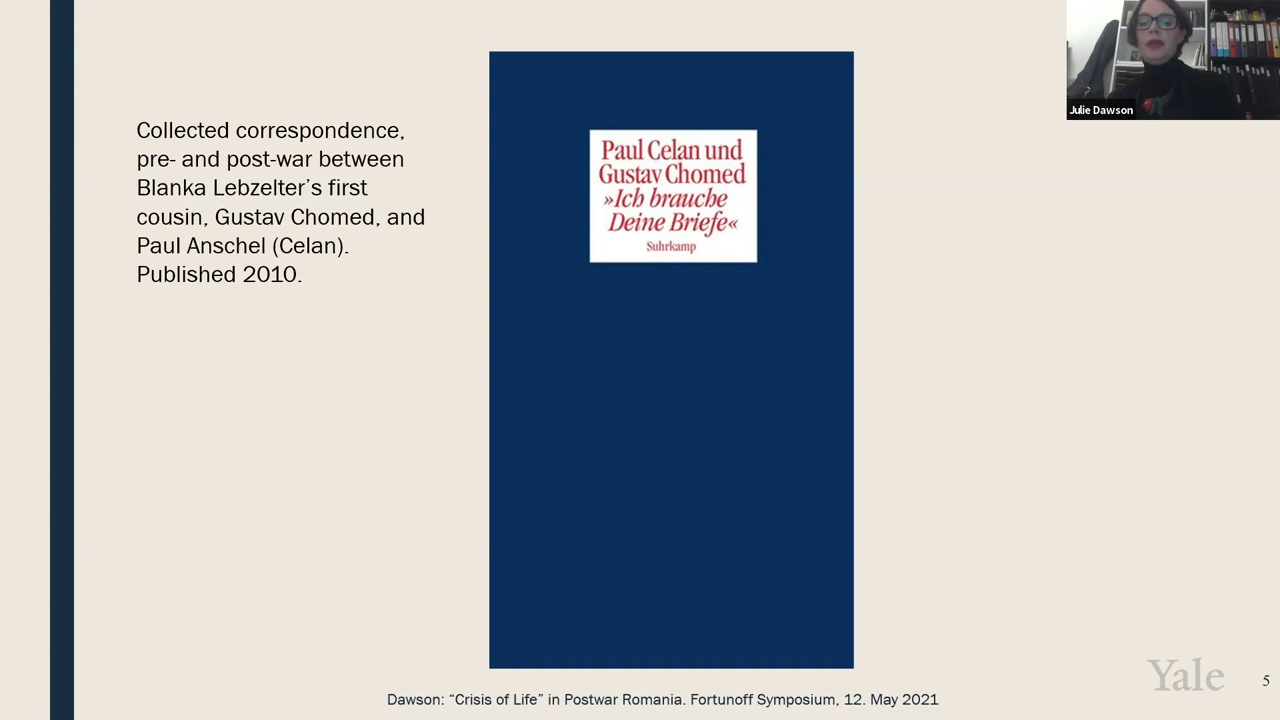 Collected correspondence,
pre- and post-war between
Blanka Lebzelter’s first
cousin, Gustav Chomed, and
Paul Anschel (Celan).
Published 2010.
Paul Celan und
Gustav Chomed
»Ich brauche
Deine Briefe«
Suhrkamp
Julie Dawson
Dawson: “Crisis of Life” in Postwar Romania. Fortunoff Symposium, 12. May 2021
Yale
5